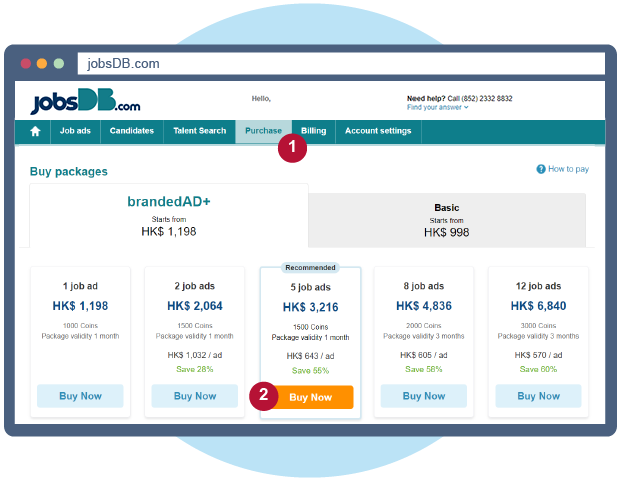 jobsDB.com
jobsDB.com
Hello,
Need help? Call (852) 2332 8832
Find your answer
Job ads
Candidates
Talent Search
Purchase
Billing
Account settings
1
Buy packages
? How to pay
brandedAD+
Starts from
HK$ 1,198
Basic
Starts from
HK$ 998
Recommended
1 job ad
HK$ 1,198
1000 Coins
Package validity 1 month
Buy Now
2 job ads
HK$ 2,064
1500 Coins
Package validity 1 month
HK$ 1,032 / ad
Save 28%
Buy Now
5 job ads
HK$ 3,216
1500 Coins
Package validity 1 month
HK$ 643 / ad
Save 55%
2
Buy Now
8 job ads
HK$ 4,836
2000 Coins
Package validity 3 months
HK$ 605 / ad
Save 58%
Buy Now
12 job ads
HK$ 6,840
3000 Coins
Package validity 3 months
HK$ 570 / ad
Save 60%
Buy Now